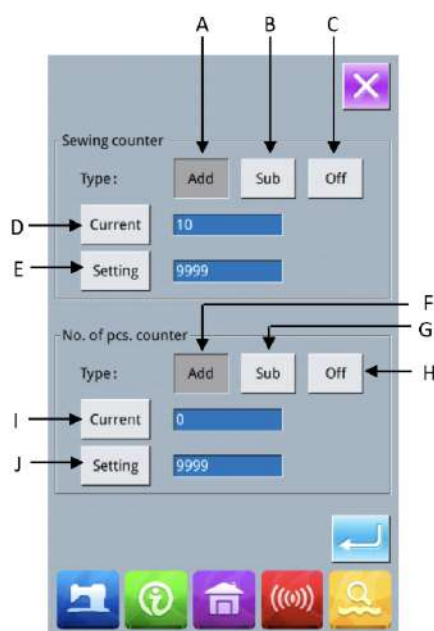 A B C
Sewing counter
Type: Add Sub Off
D Current 10
E Setting 9999
F
No. of pcs. counter G
Type: Add Sub Off H
I Current 0
J Setting 9999